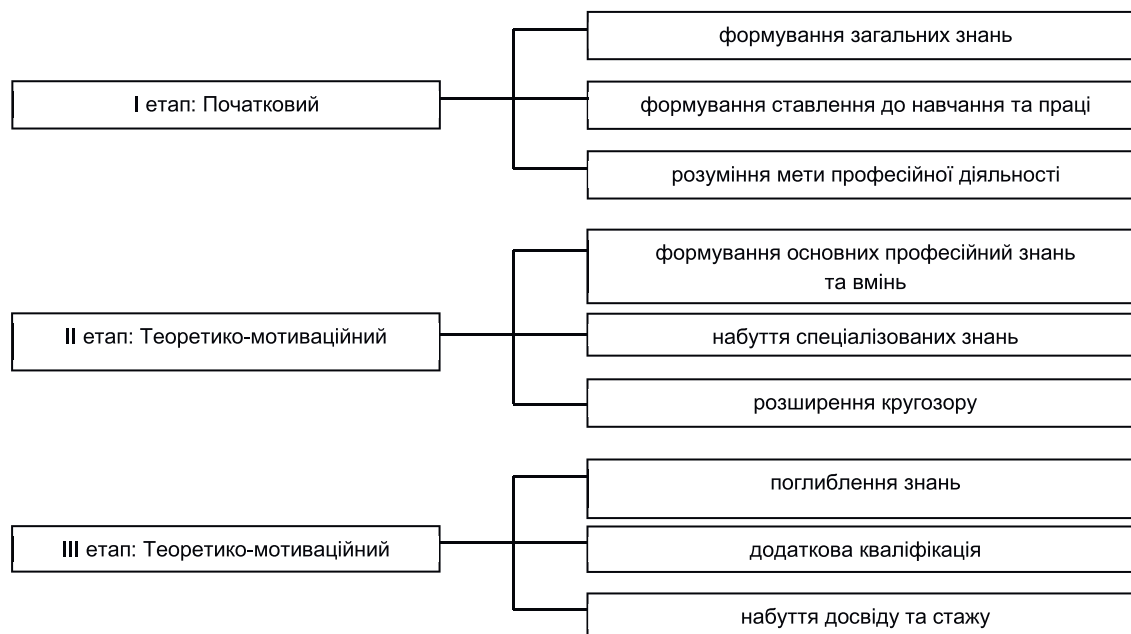 формування загальних знань
І етап: Початковий
формування ставлення до навчання та праці
розуміння мети професійної діяльності
формування основних професійний знань
та вмінь
ІІ етап: Теоретико-мотиваційний
набуття спеціалізованих знань
розширення кругозору
поглиблення знань
ІІІ етап: Теоретико-мотиваційний
додаткова кваліфікація
набуття досвіду та стажу